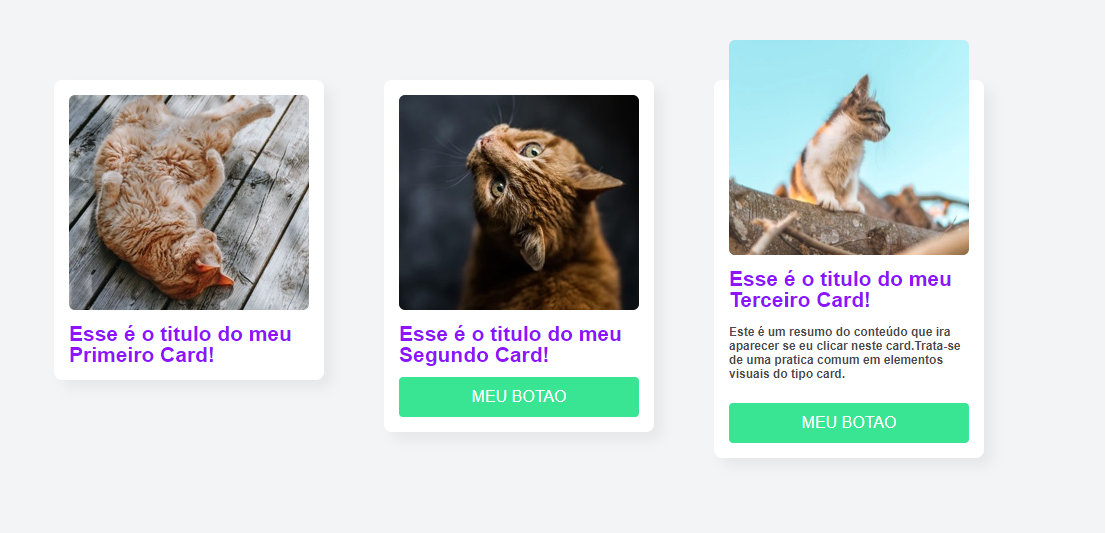 Esse é o titulo do meu
Primeiro Card!
Esse é o titulo do meu
Segundo Card!
MEU BOTAO
Esse é o titulo do meu
Terceiro Card!
Este é um resumo do conteúdo que ira
aparecer se eu clicar neste card.Trata-se
de uma pratica comum em elementos
visuais do tipo card.
MEU BOTAO